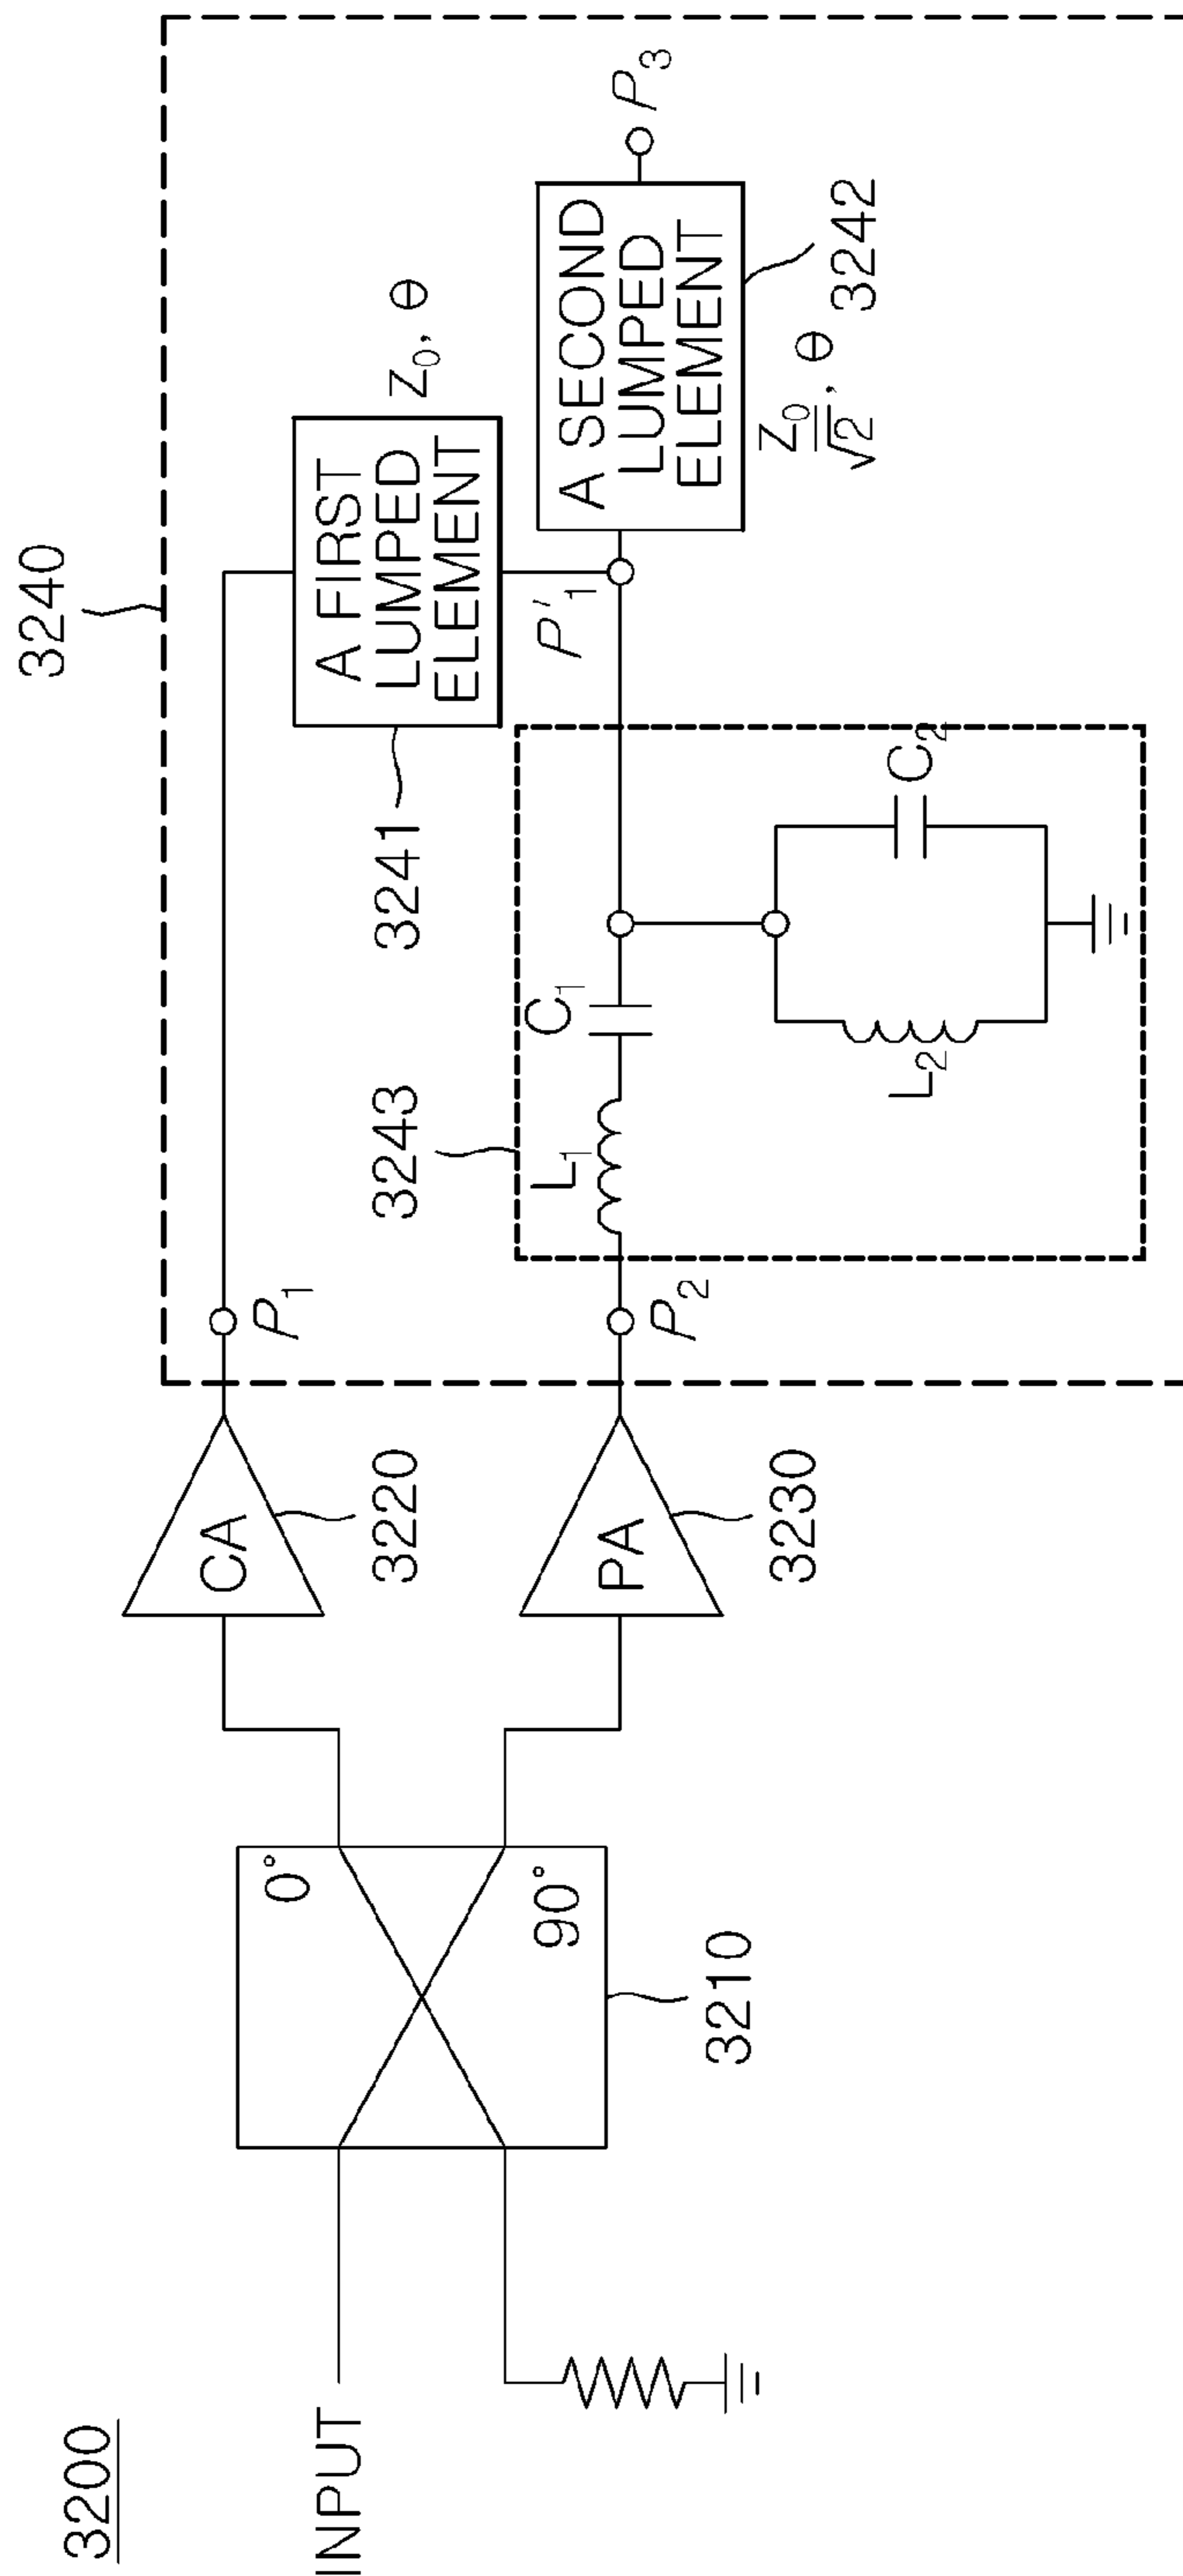 3200
INPUT
0°
90°
3210
CA
3220
PA
3230
3240
P1
P2
3243
L1
C1
L2
C2
3241
A FIRST
LUMPED
ELEMENT
Z0, Θ
P'1
A SECOND
LUMPED
ELEMENT
Z0/√2, Θ
3242
P3